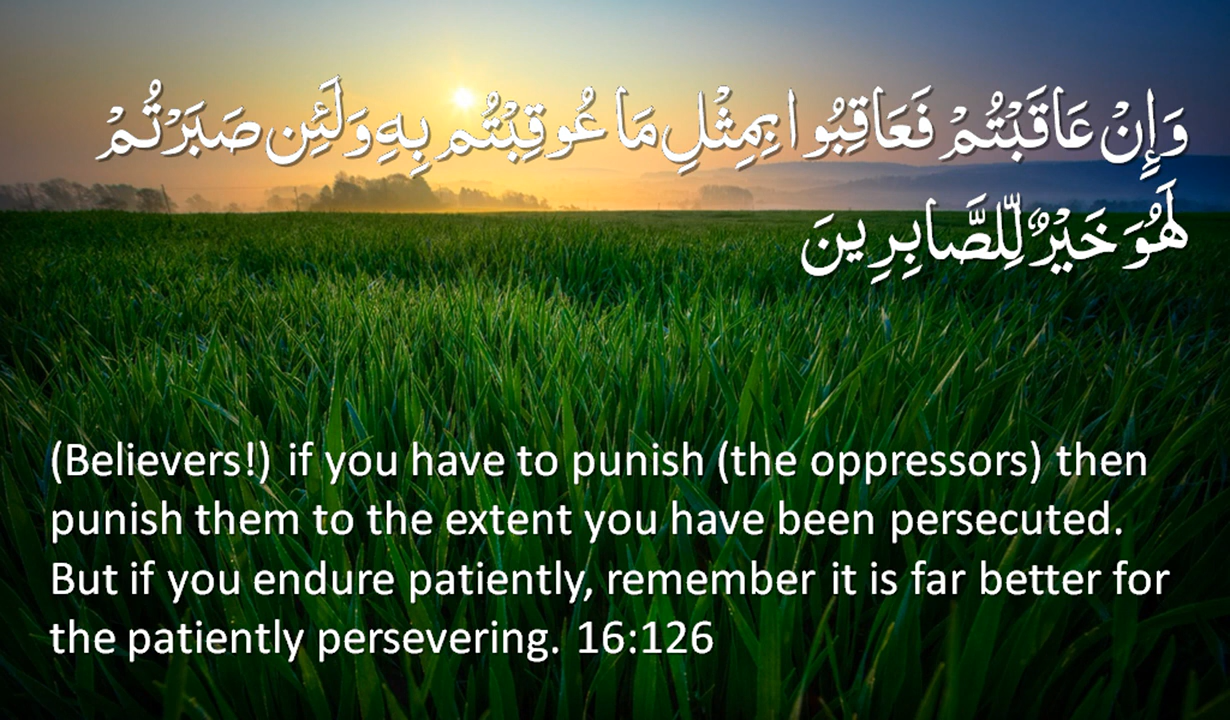 وَإِنْ عَاقَبْتُمْ فَعَاقِبُوا بِمِثْلِ مَا عُوقِبْتُم بِهِ وَلَئِن صَبَرْتُمْ
لَهُوَ خَيْرٌ لِّلصَّابِرِينَ
(Believers!) if you have to punish (the oppressors) then
punish them to the extent you have been persecuted.
But if you endure patiently, remember it is far better for
the patiently persevering. 16:126